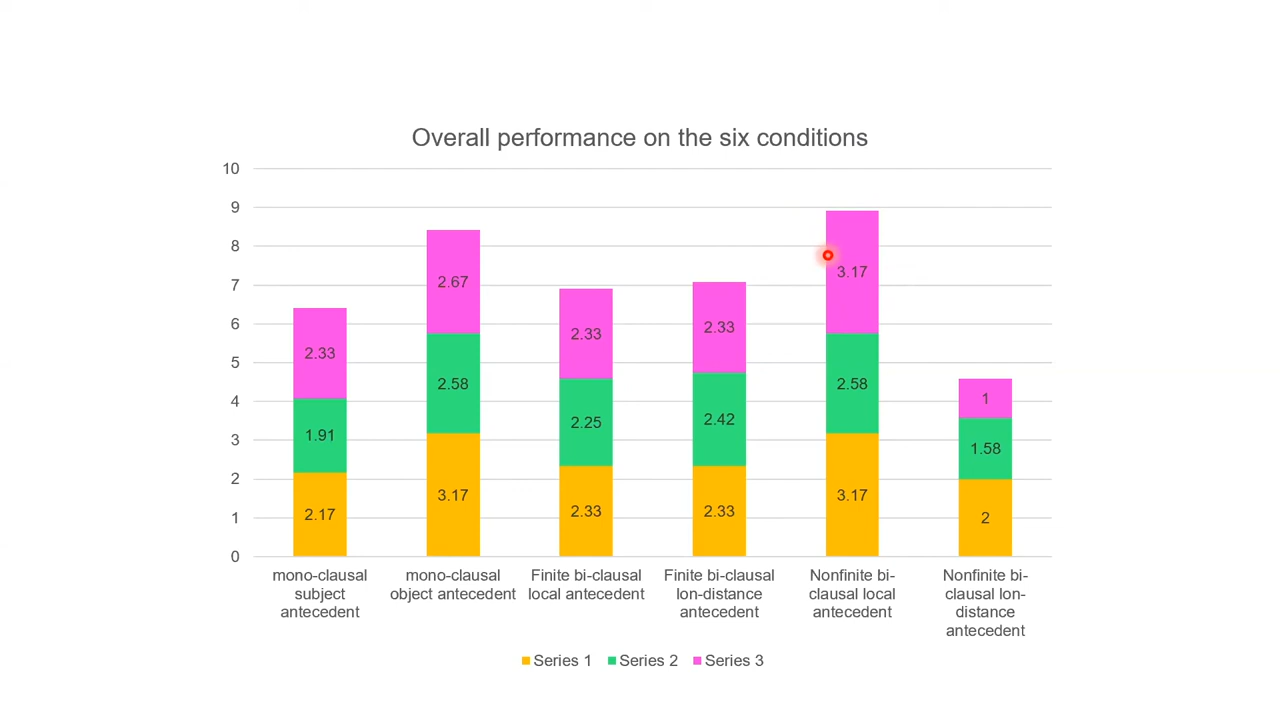 Overall performance on the six conditions
10
9
8
7
6
5
4
3
2
1
0
2.33
1.91
2.17
2.67
2.58
3.17
2.33
2.25
2.33
2.33
2.42
2.33
3.17
2.58
3.17
1
1.58
2
mono-clausal
subject
antecedent
mono-clausal
object antecedent
Finite bi-clausal
local antecedent
Finite bi-clausal
lon-distance
antecedent
Nonfinite bi-
clausal local
antecedent
Nonfinite bi-
clausal lon-
distance
antecedent
Series 1
Series 2
Series 3